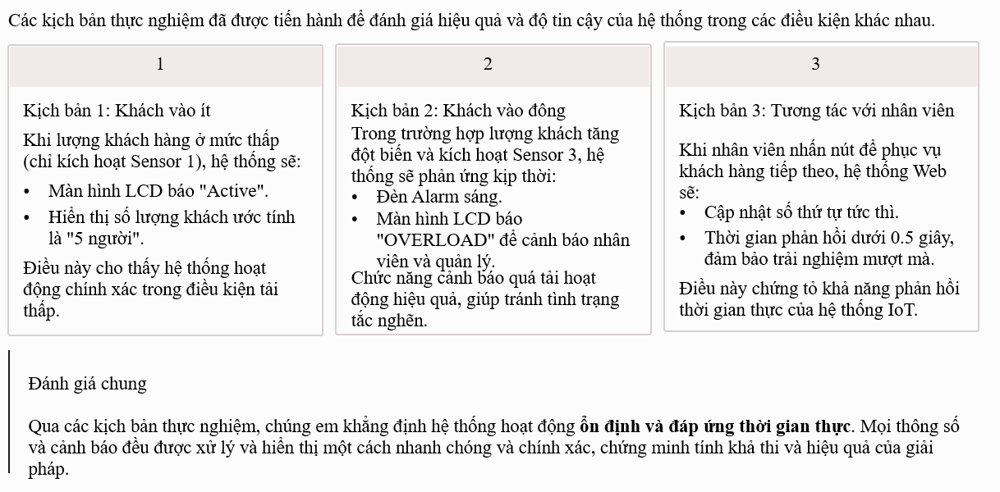 Các kịch bản thực nghiệm đã được tiến hành để đánh giá hiệu quả và độ tin cậy của hệ thống trong các điều kiện khác nhau.
1
Kịch bản 1: Khách vào ít
Khi lượng khách hàng ở mức thấp
(chỉ kích hoạt Sensor 1), hệ thống sẽ:
• Màn hình LCD báo "Active".
• Hiển thị số lượng khách ước tính
là "5 người".
Điều này cho thấy hệ thống hoạt
động chính xác trong điều kiện tải
thấp.
2
Kịch bản 2: Khách vào đông
Trong trường hợp lượng khách tăng
đột biến và kích hoạt Sensor 3, hệ
thống sẽ phản ứng kịp thời:
• Đèn Alarm sáng.
• Màn hình LCD báo
"OVERLOAD" để cảnh báo nhân
viên và quản lý.
Chức năng cảnh báo quá tải hoạt
động hiệu quả, giúp tránh tình trạng
tắc nghẽn.
3
Kịch bản 3: Tương tác với nhân viên
Khi nhân viên nhấn nút để phục vụ
khách hàng tiếp theo, hệ thống Web
sẽ:
• Cập nhật số thứ tự tức thì.
• Thời gian phản hồi dưới 0.5 giây,
đảm bảo trải nghiệm mượt mà.
Điều này chứng tỏ khả năng phản hồi
thời gian thực của hệ thống IoT.
Đánh giá chung
Qua các kịch bản thực nghiệm, chúng em khẳng định hệ thống hoạt động ổn định và đáp ứng thời gian thực. Mọi thông số
và cảnh báo đều được xử lý và hiển thị một cách nhanh chóng và chính xác, chứng minh tính khả thi và hiệu quả của giải
pháp.